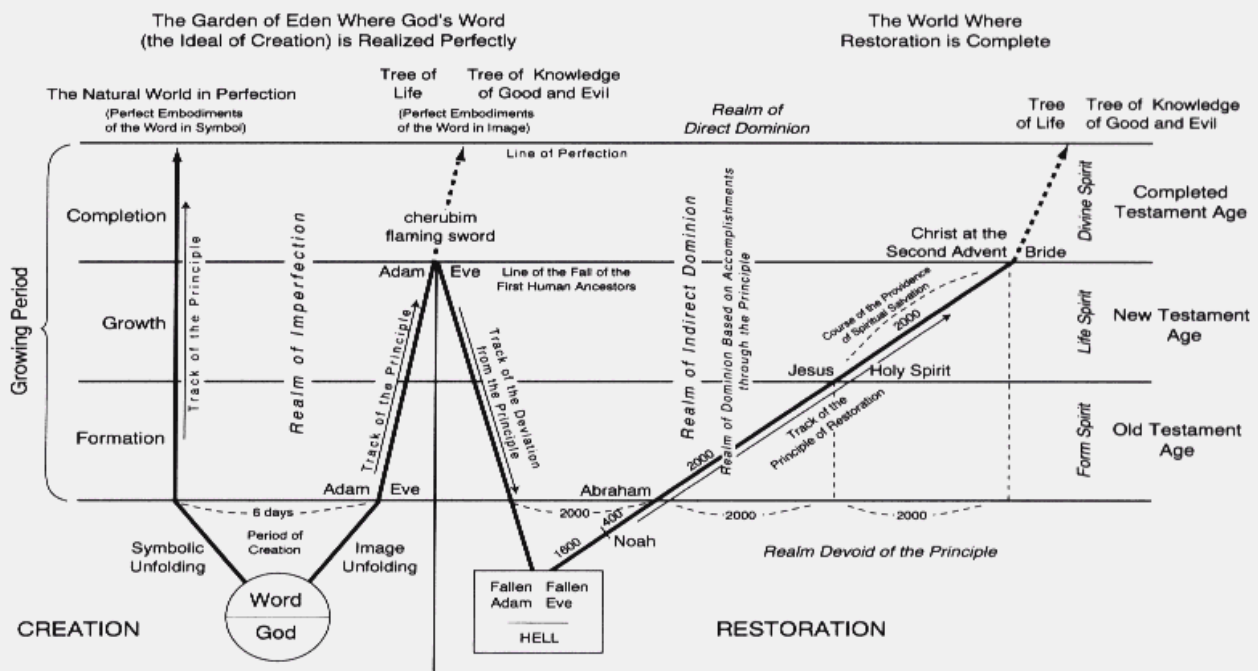 The Garden of Eden Where God's Word
(the Ideal of Creation) is Realized Perfectly
The World Where
Restoration is Complete
The Natural World in Perfection
(Perfect Embodiments
of the Word in Symbol)
Tree of
Life
Tree of Knowledge
of Good and Evil
(Perfect Embodiments
of the Word in Image)
Realm of
Direct Dominion
Tree
of Life
Tree of Knowledge
of Good and Evil
Line of Perfection
Growing Period
Completion
Growth
Formation
Track of the Principle
Realm of Imperfection
cherubim
flaming sword
Adam
Eve
Line of the Fall of the
First Human Ancestors
Track of the Principle
Track of the Deviation
from the Principle
Realm of Indirect Dominion
Realm of Dominion Based on Accomplishments
through the Principle
Christ at the
Second Advent
Bride
Course of the Providence
of Spiritual Salvation
2000
Jesus
Holy Spirit
Track of the
Principle of Restoration
2000
Divine Spirit
Completed
Testament Age
Life Spirit
New Testament
Age
Form Spirit
Old Testament
Age
Adam
Eve
Abraham
6 days
2000
2000
2000
400
1600
Noah
Symbolic
Unfolding
Period of
Creation
Image
Unfolding
Realm Devoid of the Principle
Word
God
Fallen Fallen
Adam Eve
HELL
CREATION
RESTORATION